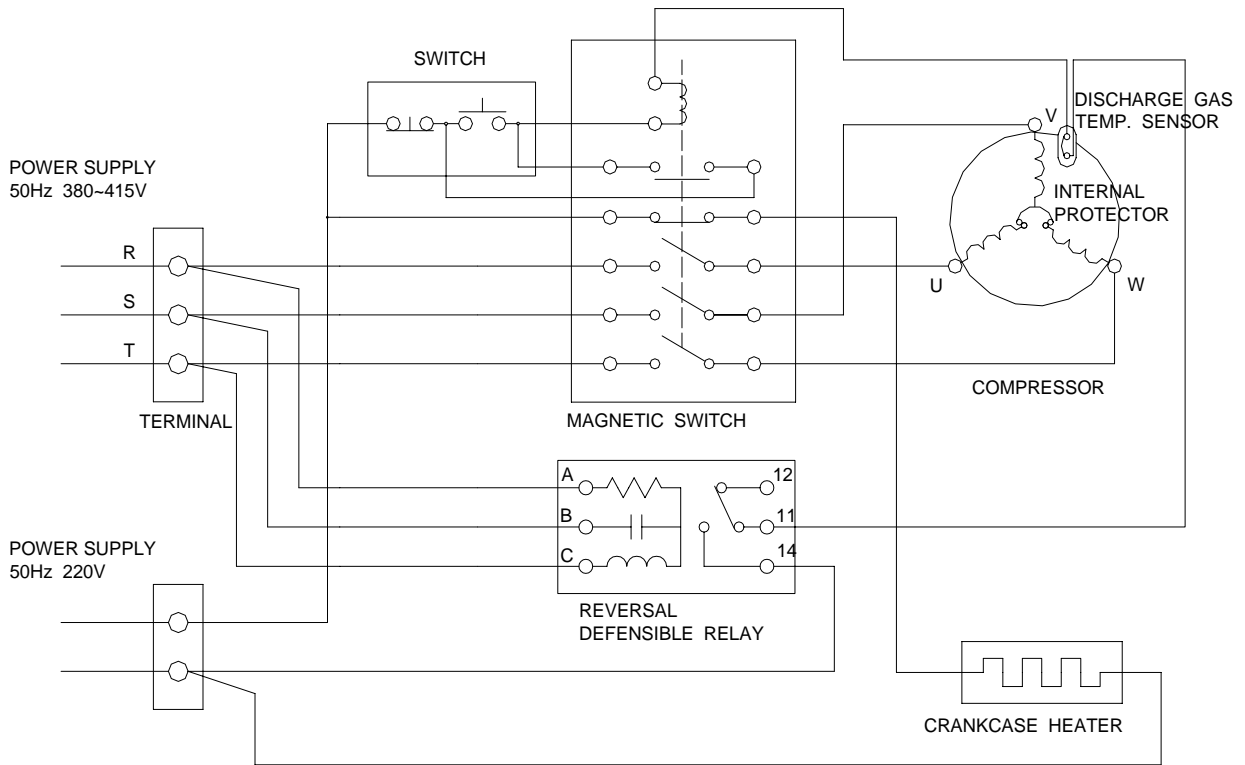 SWITCH
DISCHARGE GAS
TEMP. SENSOR
V
POWER SUPPLY
50Hz 380~415V
INTERNAL
PROTECTOR
R
U
W
S
T
COMPRESSOR
TERMINAL
MAGNETIC SWITCH
A
12
B
11
POWER SUPPLY
50Hz 220V
C
14
REVERSAL
DEFENSIBLE RELAY
CRANKCASE HEATER